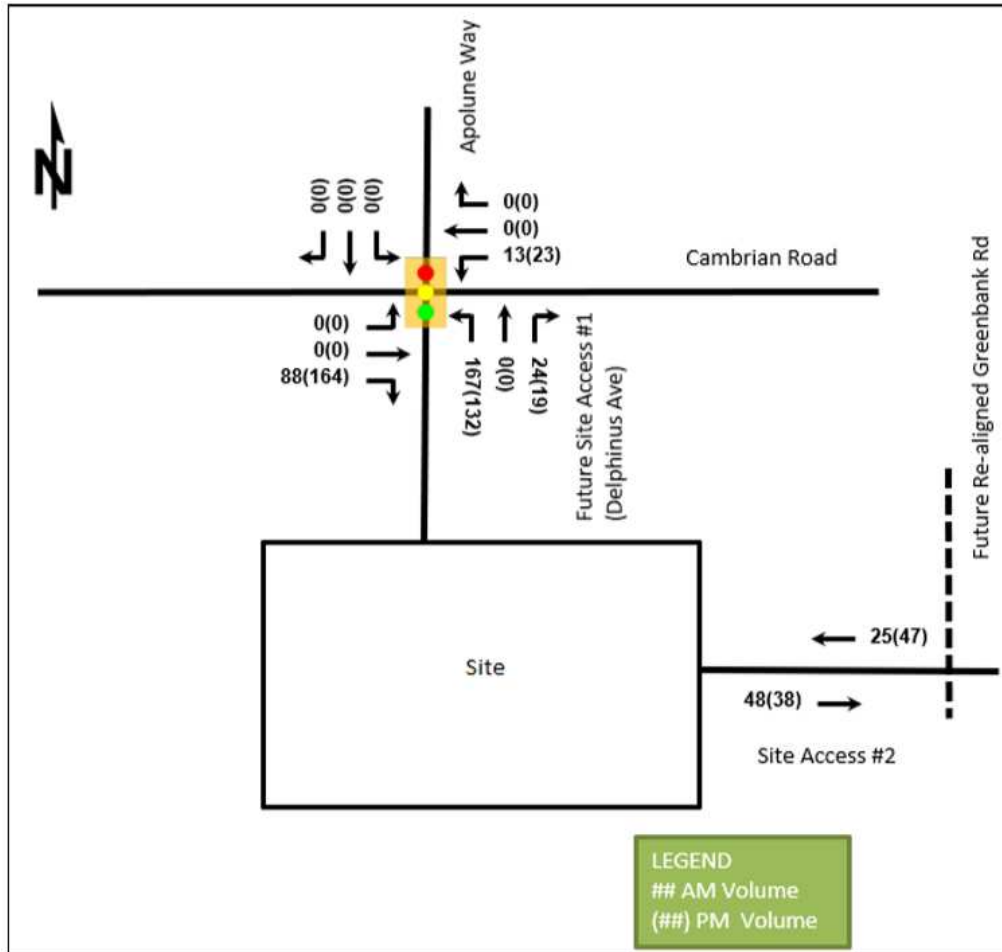 Apolune Way
N
0(0)
0(0)
0(0)
0(0)
0(0)
13(23)
Cambrian Road
0(0)
0(0)
88(164)
167(132)
0(0)
24(19)
Future Site Access #1
(Delphinus Ave)
Future Re-aligned Greenbank Rd
25(47)
Site
48(38)
Site Access #2
LEGEND
## AM Volume
(##) PM Volume